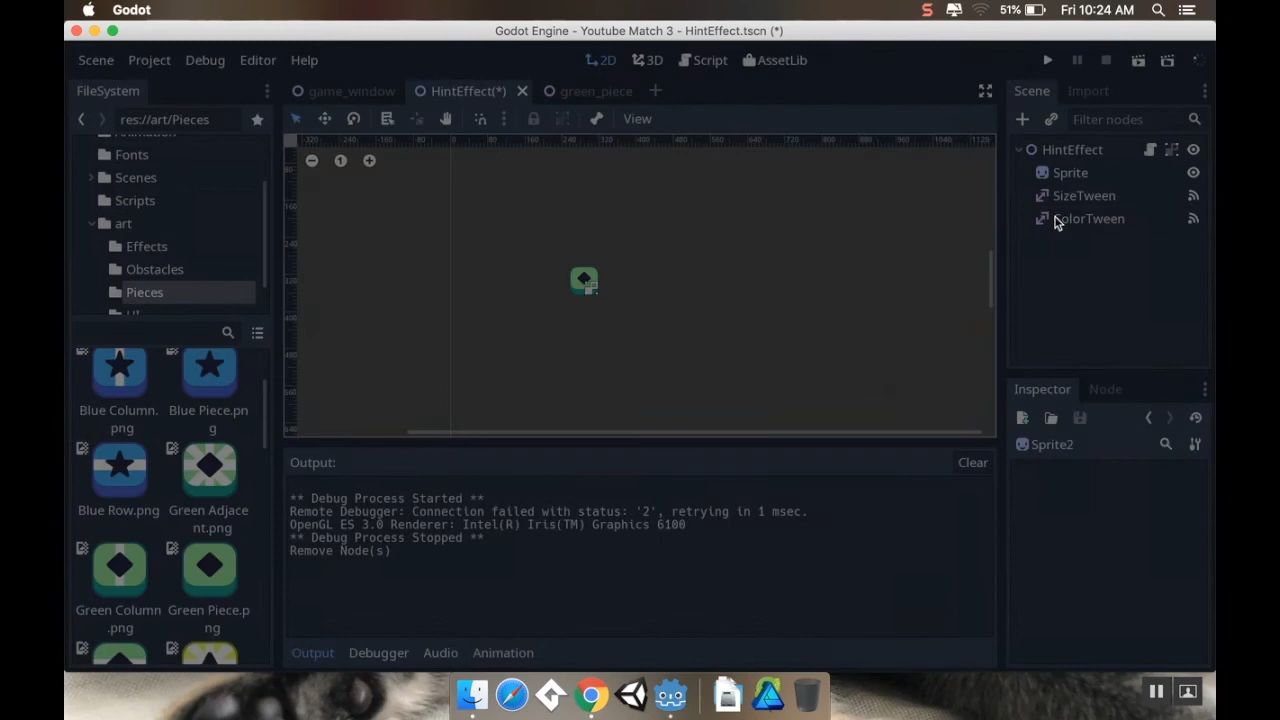 Godot
51%
Fri 10:24 AM
Godot Engine - Youtube Match 3 - HintEffect.tscn (*)
Scene Project Debug Editor Help
2D 3D Script AssetLib
FileSystem
game_window HintEffect(*) green_piece
Scene Import
res://art/Pieces
View
Filter nodes
Fonts
Scenes
Scripts
art
Effects
Obstacles
Pieces
HintEffect
Sprite
SizeTween
ColorTween
Blue Column.png
Blue Piece.png
Blue Row.png
Green Adjacent.png
Green Column.png
Green Piece.png
Output:
Clear
** Debug Process Started **
Remote Debugger: Connection failed with status: '2', retrying in 1 msec.
OpenGL ES 3.0 Renderer: Intel(R) Iris(TM) Graphics 6100
** Debug Process Stopped **
Remove Node(s)
Output Debugger Audio Animation
Inspector Node
Sprite2